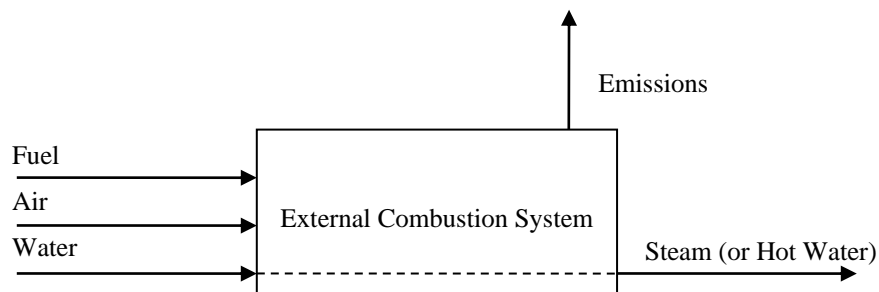 Emissions
Fuel
Air
External Combustion System
Water
Steam (or Hot Water)